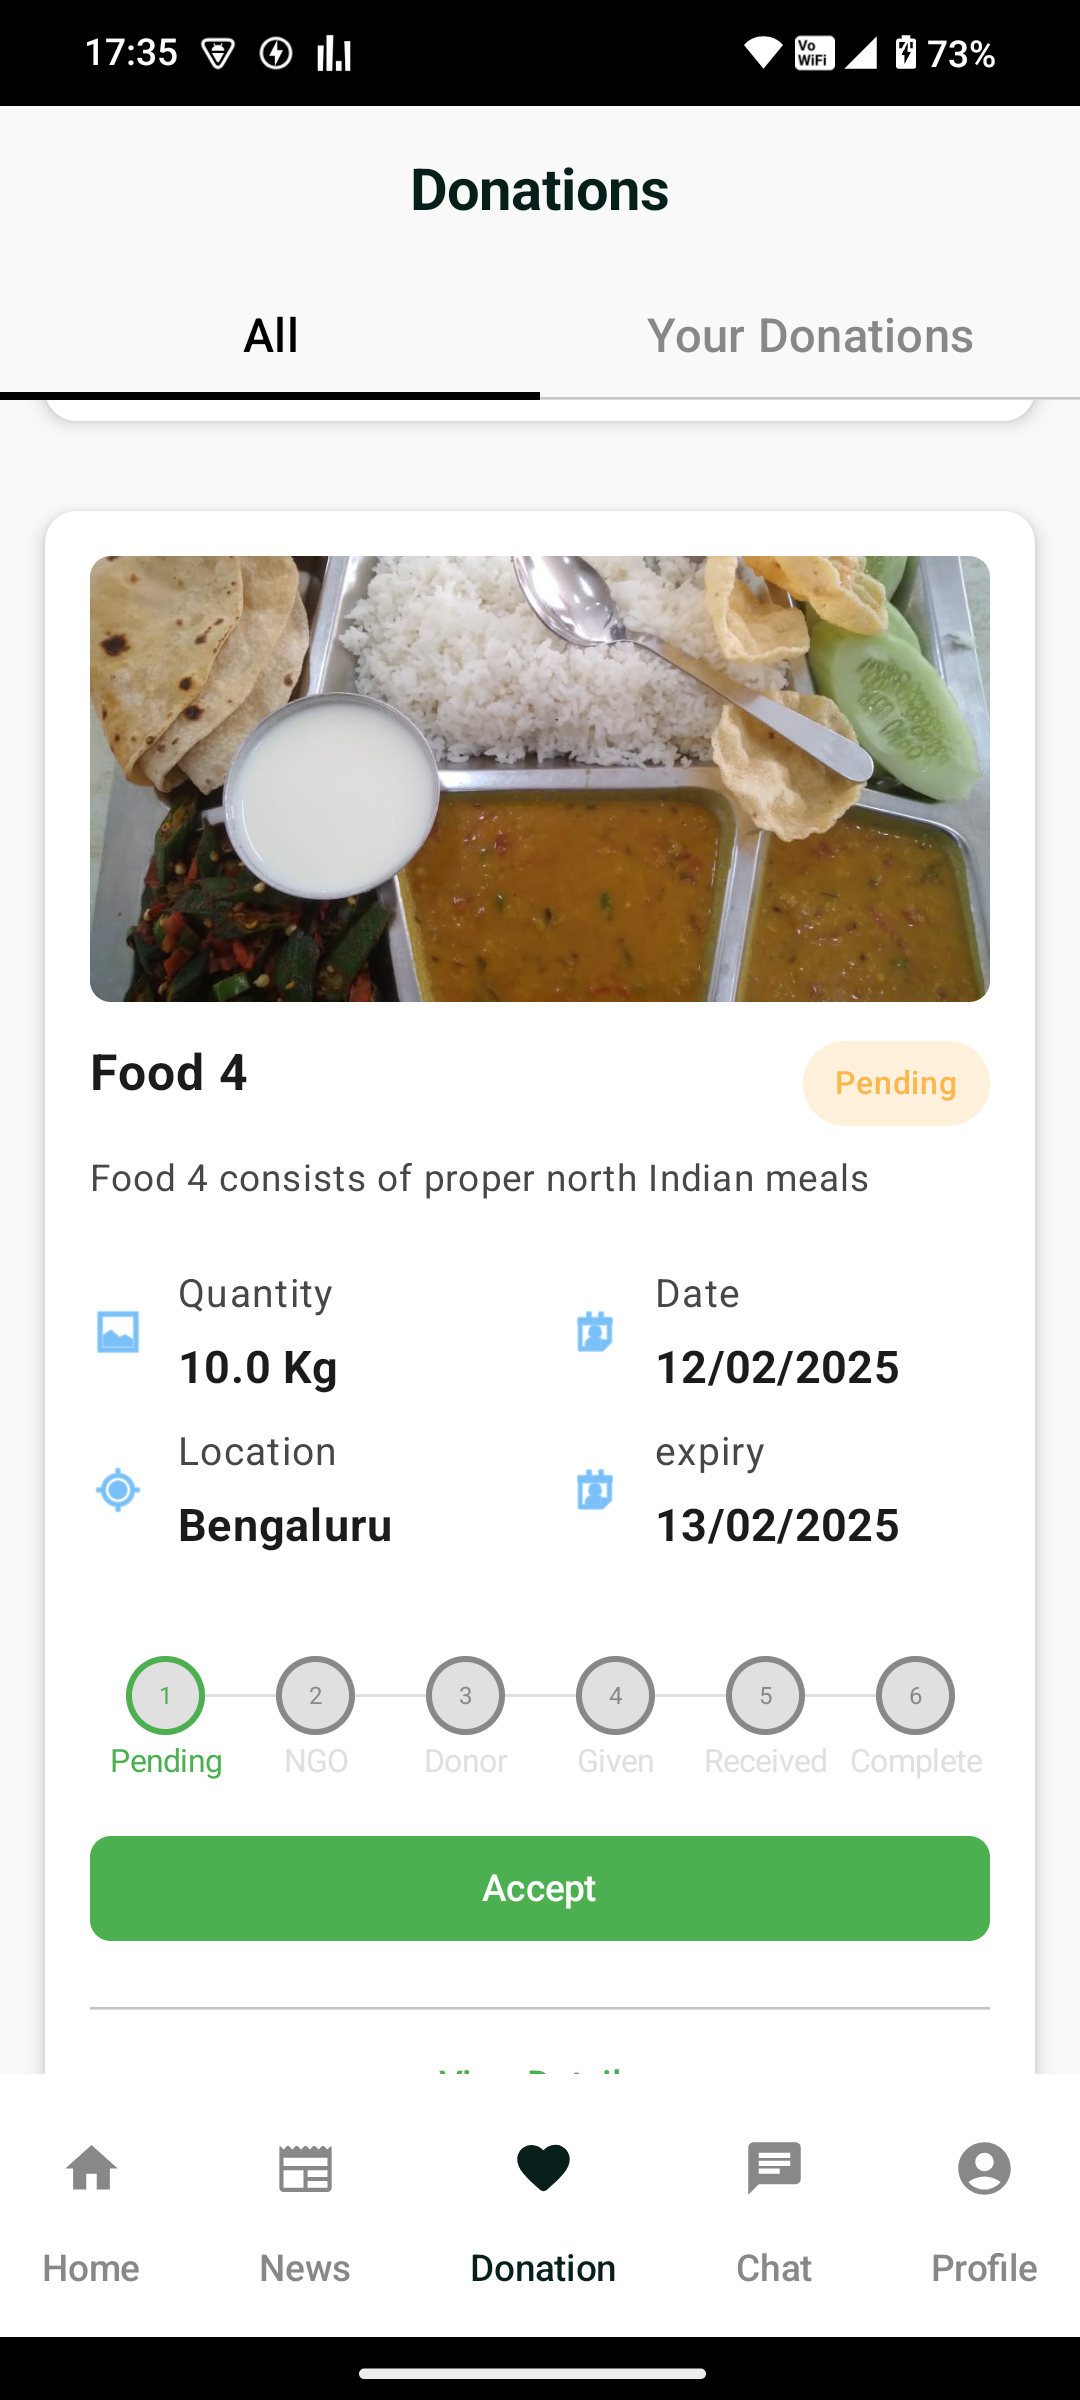 17:35
Vo WiFi
73%
Donations
All
Your Donations
Food 4
Pending
Food 4 consists of proper north Indian meals
Quantity
10.0 Kg
Date
12/02/2025
Location
Bengaluru
expiry
13/02/2025
1 2 3 4 5 6
Pending NGO Donor Given Received Complete
Accept
Home News Donation Chat Profile